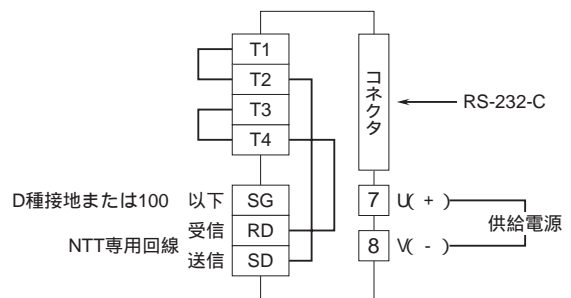 T1
T2
T3
T4
コネクタ
RS-232-C
D種接地または100 以下 SG
受信 RD
NTT専用回線
送信 SD
7 U( + )
供給電源
8 V( - )